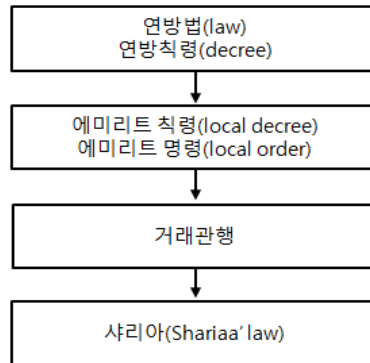 연방법(law)
연방칙령(decree)
에미리트 칙령(local decree)
에미리트 명령(local order)
거래관행
샤리아(Shariaa’ law)